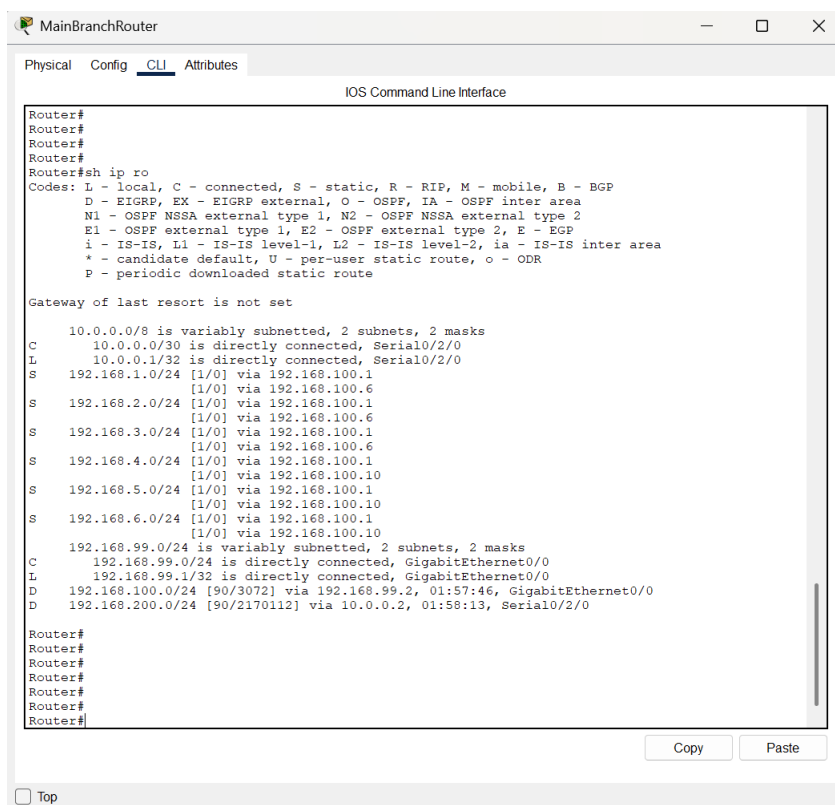 MainBranchRouter
Physical Config CLI Attributes
IOS Command Line Interface
Router#
Router#
Router#
Router#
Router#sh ip ro
Codes: L - local, C - connected, S - static, R - RIP, M - mobile, B - BGP
       D - EIGRP, EX - EIGRP external, O - OSPF, IA - OSPF inter area
       N1 - OSPF NSSA external type 1, N2 - OSPF NSSA external type 2
       E1 - OSPF external type 1, E2 - OSPF external type 2, E - EGP
       i - IS-IS, L1 - IS-IS level-1, L2 - IS-IS level-2, ia - IS-IS inter area
       * - candidate default, U - per-user static route, o - ODR
       P - periodic downloaded static route
Gateway of last resort is not set
     10.0.0.0/8 is variably subnetted, 2 subnets, 2 masks
C       10.0.0.0/30 is directly connected, Serial0/2/0
L       10.0.0.1/32 is directly connected, Serial0/2/0
S    192.168.1.0/24 [1/0] via 192.168.100.1
                    [1/0] via 192.168.100.6
S    192.168.2.0/24 [1/0] via 192.168.100.1
                    [1/0] via 192.168.100.6
S    192.168.3.0/24 [1/0] via 192.168.100.1
                    [1/0] via 192.168.100.6
S    192.168.4.0/24 [1/0] via 192.168.100.1
                    [1/0] via 192.168.100.10
S    192.168.5.0/24 [1/0] via 192.168.100.1
                    [1/0] via 192.168.100.10
S    192.168.6.0/24 [1/0] via 192.168.100.1
                    [1/0] via 192.168.100.10
     192.168.99.0/24 is variably subnetted, 2 subnets, 2 masks
C       192.168.99.0/24 is directly connected, GigabitEthernet0/0
L       192.168.99.1/32 is directly connected, GigabitEthernet0/0
D    192.168.100.0/24 [90/3072] via 192.168.99.2, 01:57:46, GigabitEthernet0/0
D    192.168.200.0/24 [90/2170112] via 10.0.0.2, 01:58:13, Serial0/2/0
Router#
Router#
Router#
Router#
Router#
Router#
Router#
Copy Paste
Top